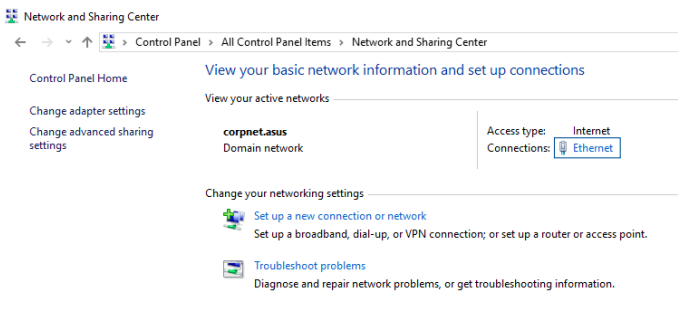 Network and Sharing Center
Control Panel > All Control Panel Items > Network and Sharing Center
Control Panel Home
Change adapter settings
Change advanced sharing
settings
View your basic network information and set up connections
View your active networks
corpnet.asus
Domain network
Access type: Internet
Connections: Ethernet
Change your networking settings
Set up a new connection or network
Set up a broadband, dial-up, or VPN connection; or set up a router or access point.
Troubleshoot problems
Diagnose and repair network problems, or get troubleshooting information.